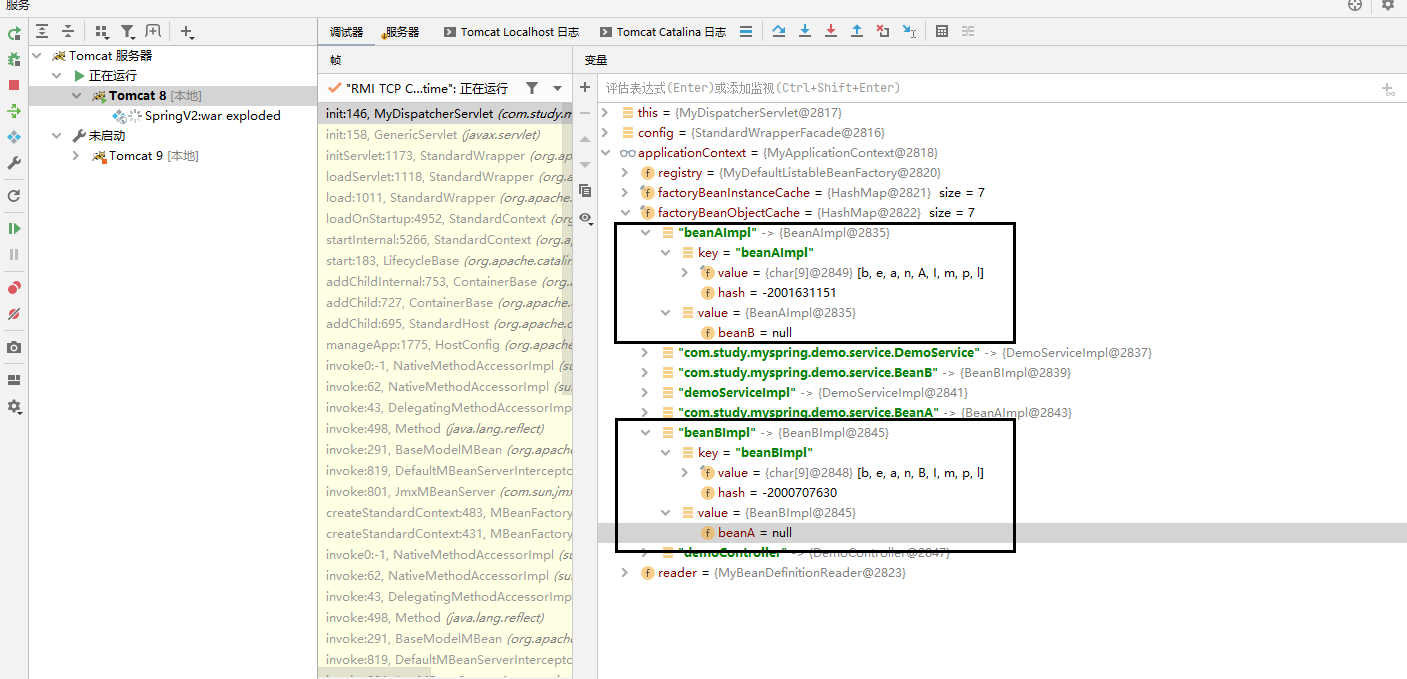 服务
调试器
服务器
Tomcat Localhost 日志
Tomcat Catalina 日志
Tomcat 服务器
正在运行
Tomcat 8 [本地]
SpringV2:war exploded
未启动
Tomcat 9 [本地]
帧
"RMI TCP C...time": 正在运行
init:146, MyDispatcherServlet (com.study.m
init:158, GenericServlet (javax.servlet)
initServlet:1173, StandardWrapper (org.ap
loadServlet:1118, StandardWrapper (org.a
load:1011, StandardWrapper (org.apache.
loadOnStartup:4952, StandardContext (org
startInternal:5266, StandardContext (org.a
start:183, LifecycleBase (org.apache.catalin
addChildInternal:753, ContainerBase (org.
addChild:727, ContainerBase (org.apache.
addChild:695, StandardHost (org.apache.c
manageApp:1775, HostConfig (org.apache
invoke0:-1, NativeMethodAccessorImpl (su
invoke:62, NativeMethodAccessorImpl (sun
invoke:43, DelegatingMethodAccessorImp
invoke:498, Method (java.lang.reflect)
invoke:291, BaseModelMBean (org.apach
invoke:819, DefaultMBeanServerIntercepto
invoke:801, JmxMBeanServer (com.sun.jmx
createStandardContext:483, MBeanFactory
createStandardContext:431, MBeanFactory
invoke0:-1, NativeMethodAccessorImpl (su
invoke:62, NativeMethodAccessorImpl (sun
invoke:43, DelegatingMethodAccessorImp
invoke:498, Method (java.lang.reflect)
invoke:291, BaseModelMBean (org.apach
invoke:819, DefaultMBeanServerIntercepto
变量
评估表达式(Enter)或添加监视(Ctrl+Shift+Enter)
this = {MyDispatcherServlet@2817}
config = {StandardWrapperFacade@2816}
applicationContext = {MyApplicationContext@2818}
registry = {MyDefaultListableBeanFactory@2820}
factoryBeanInstanceCache = {HashMap@2821} size = 7
factoryBeanObjectCache = {HashMap@2822} size = 7
"beanAImpl" -> {BeanAImpl@2835}
key = "beanAImpl"
value = {char[9]@2849} [b, e, a, n, A, I, m, p, l]
hash = -2001631151
value = {BeanAImpl@2835}
beanB = null
"com.study.myspring.demo.service.DemoService" -> {DemoServiceImpl@2837}
"com.study.myspring.demo.service.BeanB" -> {BeanBImpl@2839}
"demoServiceImpl" -> {DemoServiceImpl@2841}
"com.study.myspring.demo.service.BeanA" -> {BeanAImpl@2843}
"beanBImpl" -> {BeanBImpl@2845}
key = "beanBImpl"
value = {char[9]@2848} [b, e, a, n, B, I, m, p, l]
hash = -2000707630
value = {BeanBImpl@2845}
beanA = null
"demoController" -> {DemoController@2847}
reader = {MyBeanDefinitionReader@2823}